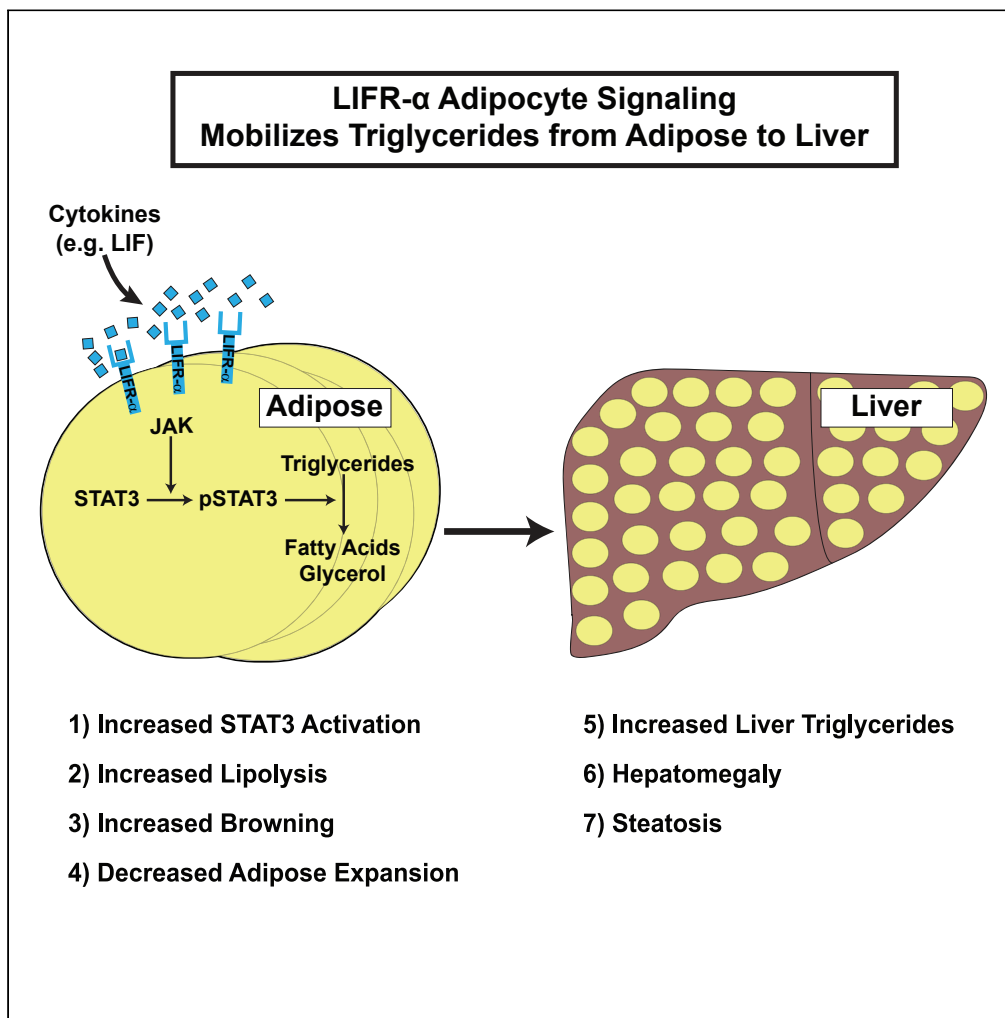 LIFR-α Adipocyte Signaling
Mobilizes Triglycerides from Adipose to Liver
Cytokines
(e.g. LIF)
LIFR-α
LIFR-α
LIFR-α
Adipose
Liver
JAK
Triglycerides
STAT3
pSTAT3
Fatty Acids
Glycerol
1) Increased STAT3 Activation
2) Increased Lipolysis
3) Increased Browning
4) Decreased Adipose Expansion
5) Increased Liver Triglycerides
6) Hepatomegaly
7) Steatosis